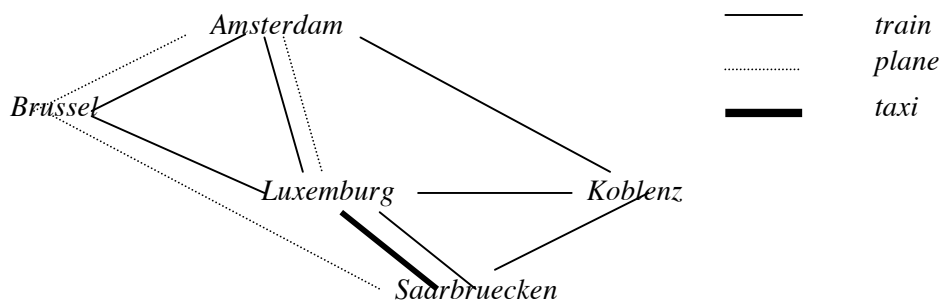 Amsterdam
train
plane
Brussel
taxi
Luxemburg
Koblenz
Saarbruecken